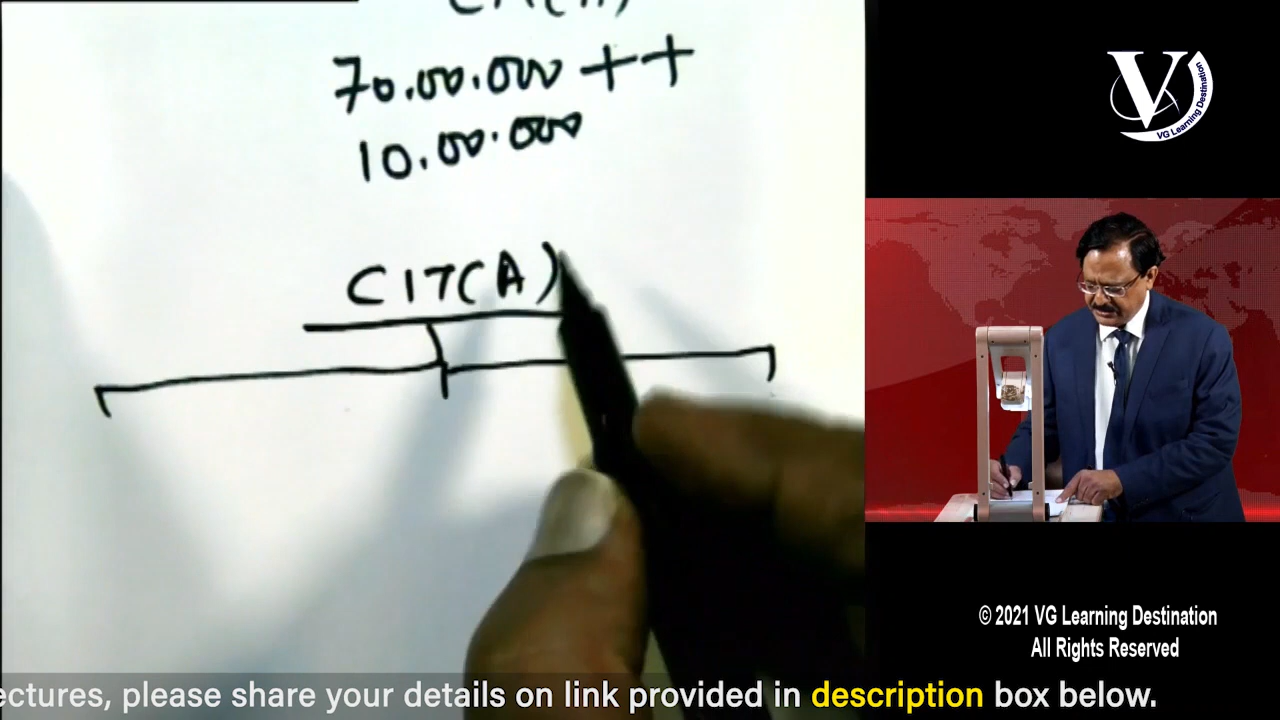 70.00.000 ++
10.00.000
CIT(A)
V
VG Learning Destination
© 2021 VG Learning Destination
All Rights Reserved
ectures, please share your details on link provided in description box below.